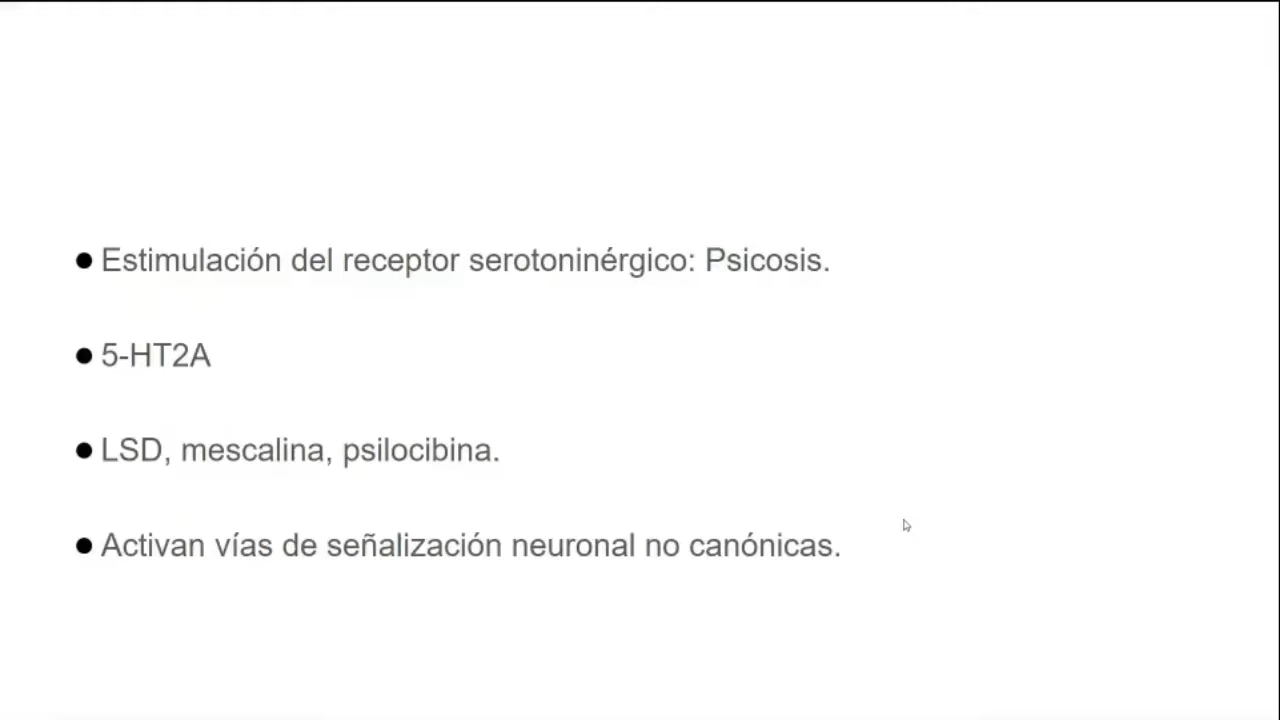 ● Estimulación del receptor serotoninérgico: Psicosis.
● 5-HT2A
● LSD, mescalina, psilocibina.
● Activan vías de señalización neuronal no canónicas.